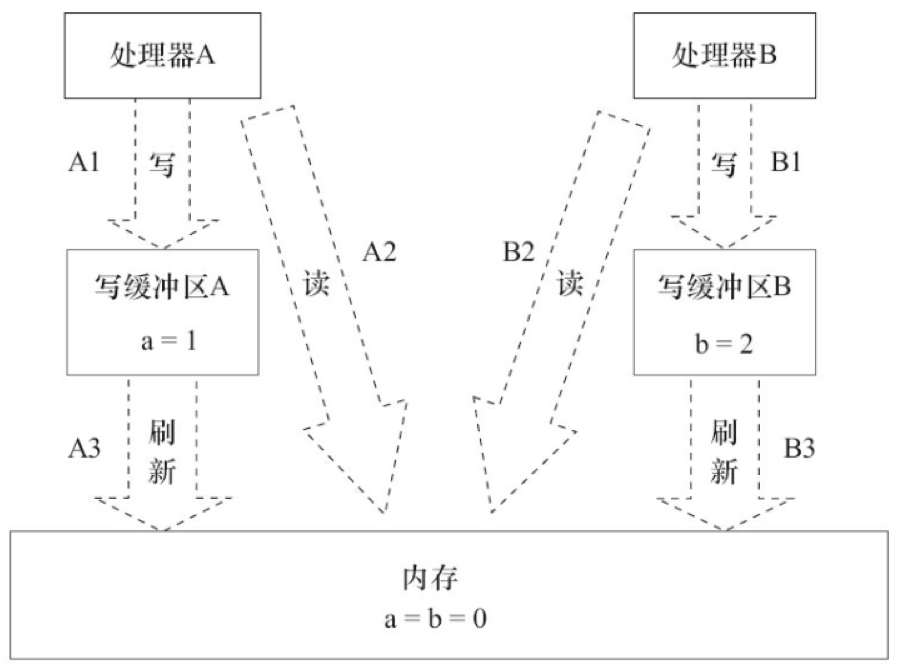 处理器A
处理器B
A1
写
写
B1
A2
读
B2
读
写缓冲区A
a = 1
写缓冲区B
b = 2
A3
刷
新
刷
新
B3
内存
a = b = 0